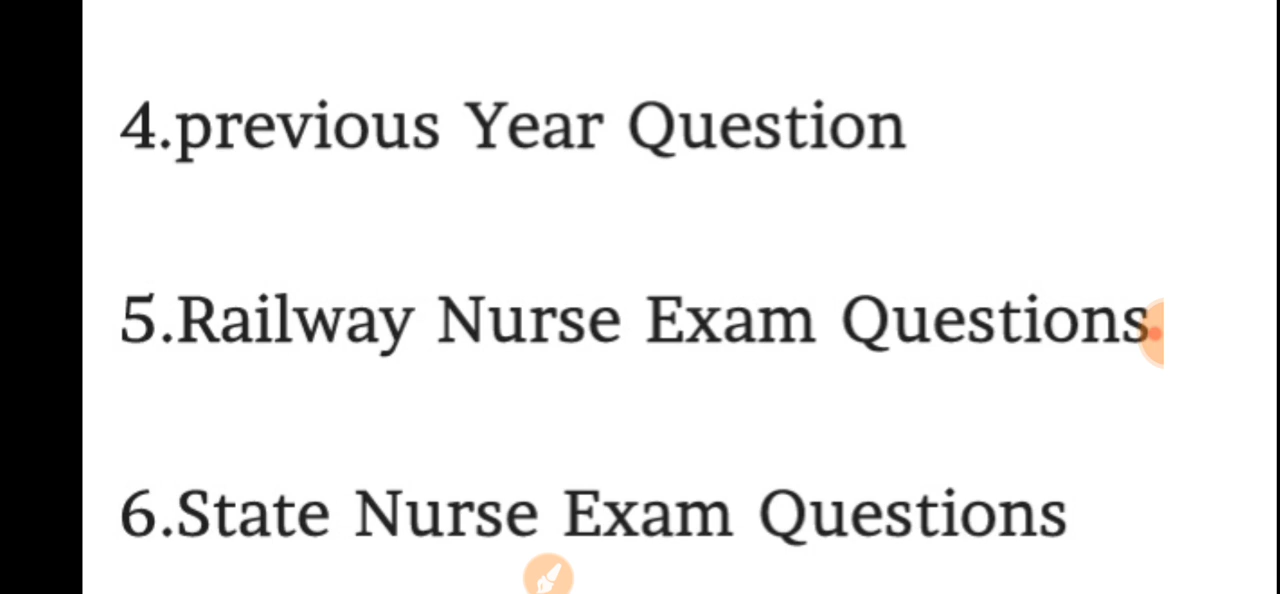 4.previous Year Question
5.Railway Nurse Exam Questions
6.State Nurse Exam Questions